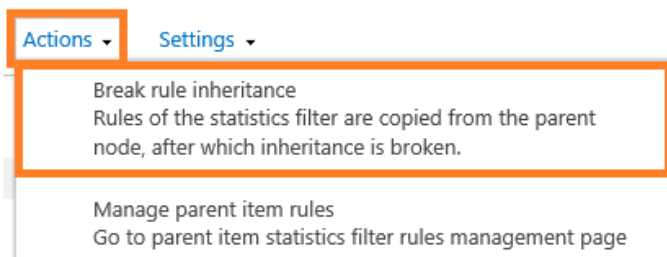 Actions Settings
Break rule inheritance
Rules of the statistics filter are copied from the parent
node, after which inheritance is broken.
Manage parent item rules
Go to parent item statistics filter rules management page